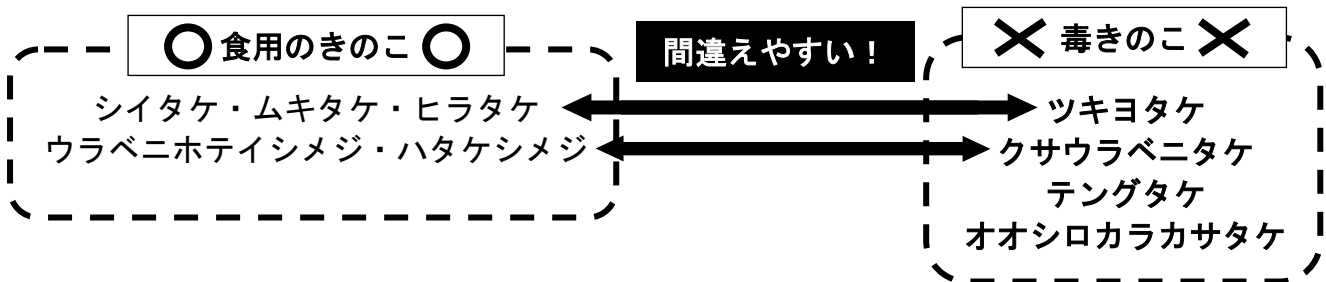 ○食用のきのこ○
間違えやすい！
×毒きのこ×
シイタケ・ムキタケ・ヒラタケ
ツキヨタケ
ウラベニホテイシメジ・ハタケシメジ
クサウラベニタケ
テングタケ
オオシロカラカサタケ